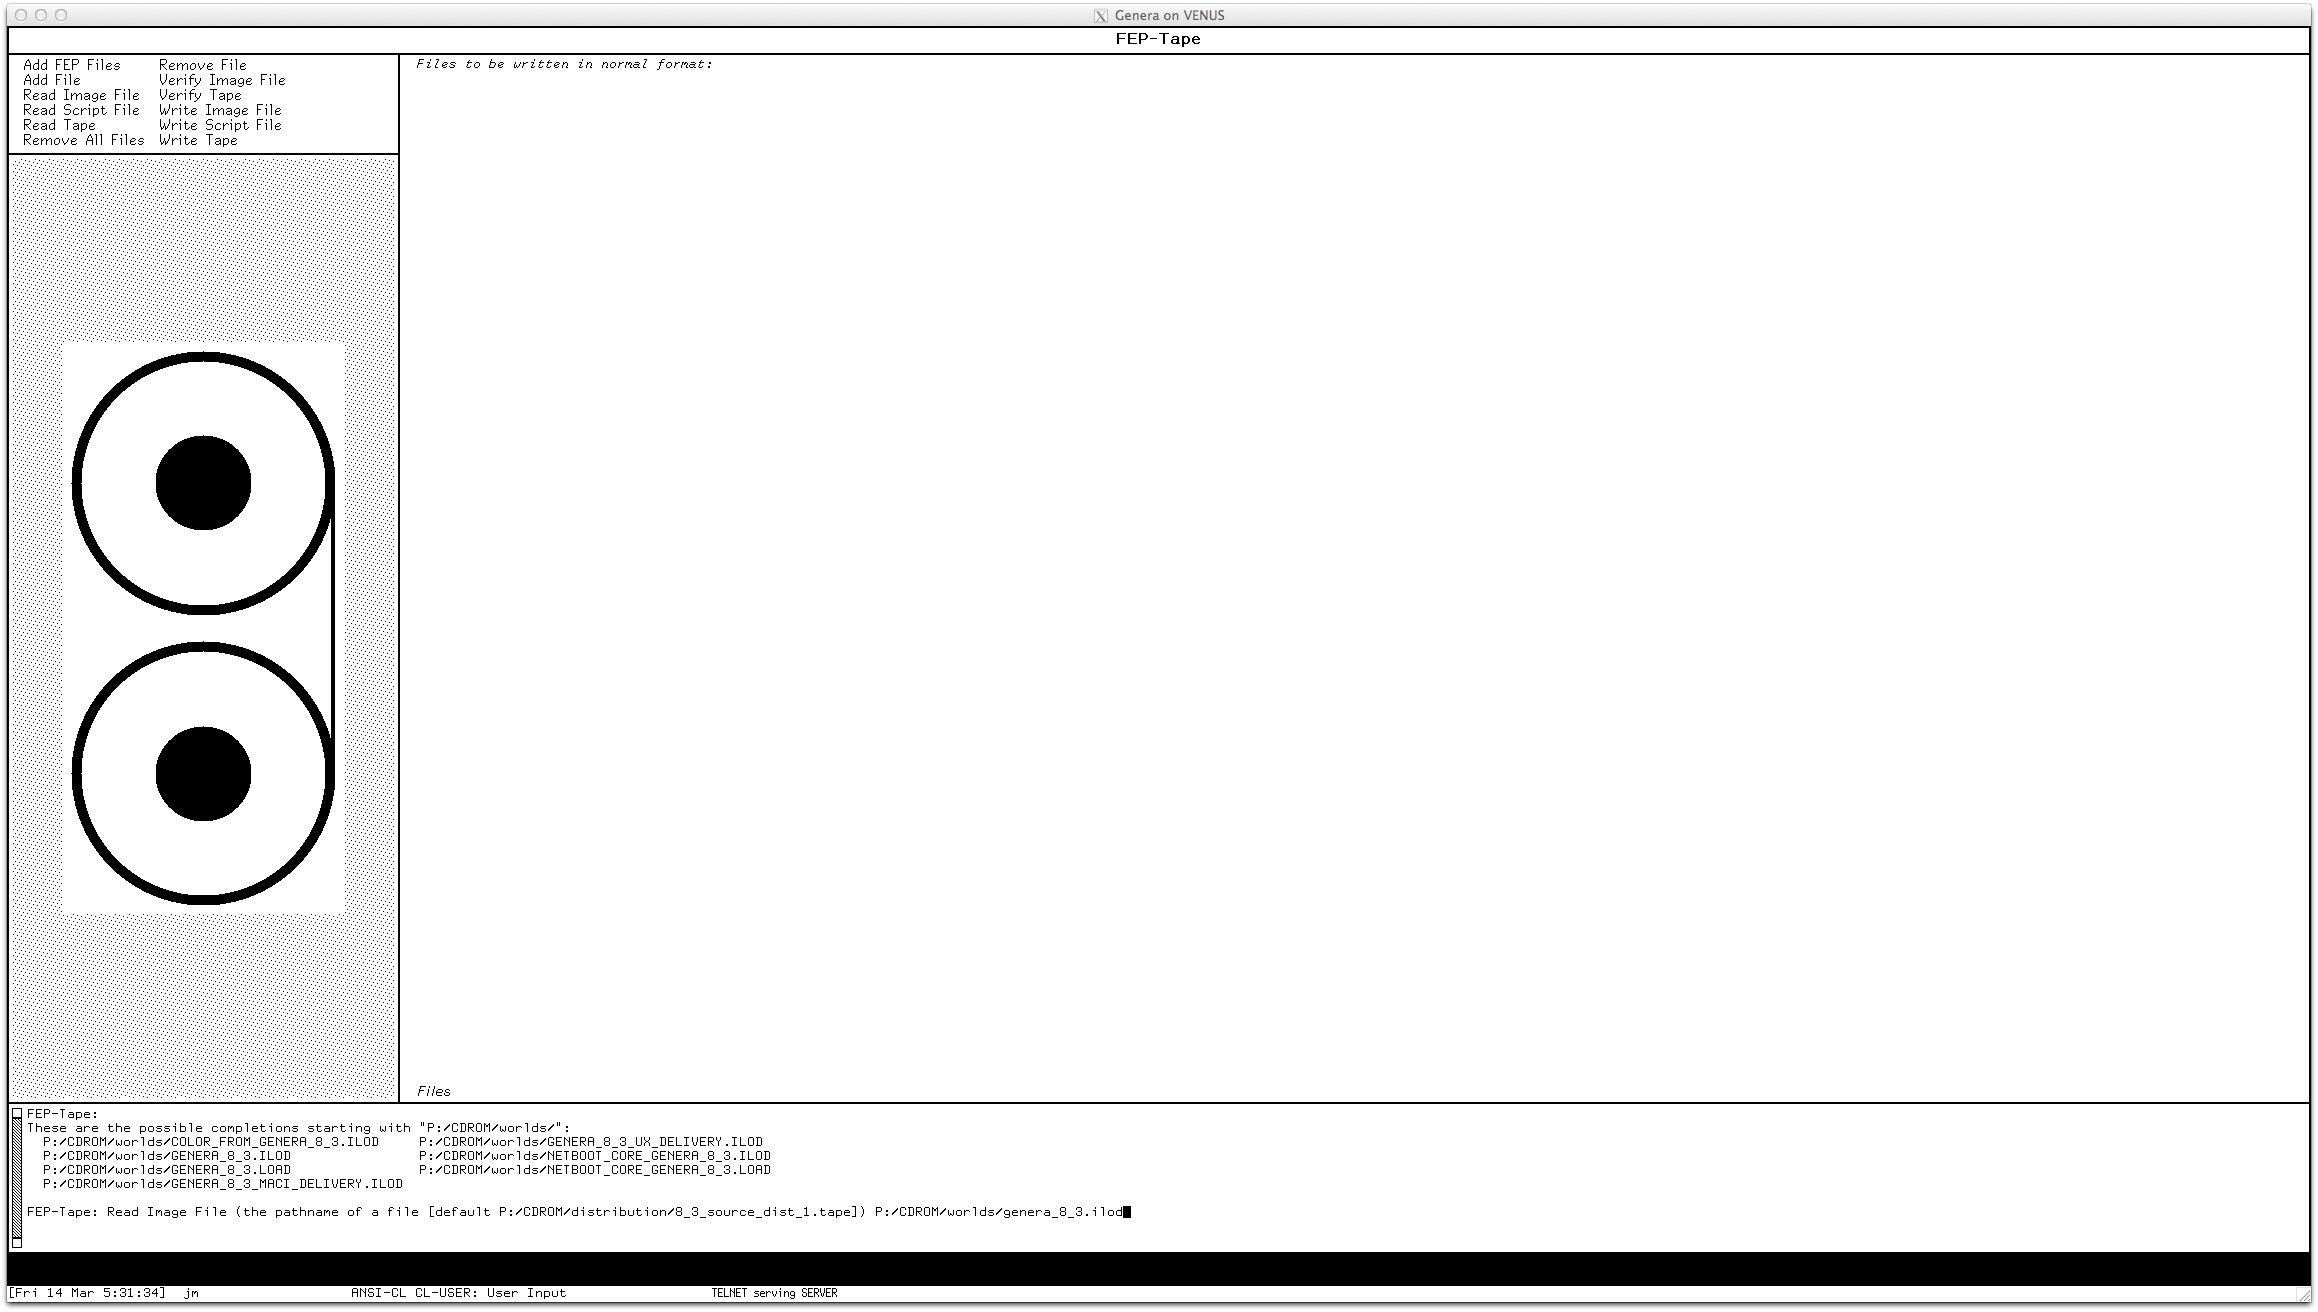 Genera on VENUS
FEP-Tape
Add FEP Files Remove File
Add File Verify Image File
Read Image File Verify Tape
Read Script File Write Image File
Read Tape Write Script File
Remove All Files Write Tape
Files to be written in normal format:
Files
FEP-Tape:
These are the possible completions starting with "P:/CDROM/worlds/":
P:/CDROM/worlds/COLOR_FROM_GENERA_8_3.ILOD P:/CDROM/worlds/GENERA_8_3_UX_DELIVERY.ILOD
P:/CDROM/worlds/GENERA_8_3.ILOD P:/CDROM/worlds/NETBOOT_CORE_GENERA_8_3.ILOD
P:/CDROM/worlds/GENERA_8_3.LOAD P:/CDROM/worlds/NETBOOT_CORE_GENERA_8_3.LOAD
P:/CDROM/worlds/GENERA_8_3_MACI_DELIVERY.ILOD
FEP-Tape: Read Image File (the pathname of a file [default P:/CDROM/distribution/8_3_source_dist_1.tape]) P:/CDROM/worlds/genera_8_3.ilod
[Fri 14 Mar 5:31:34] jm ANSI-CL CL-USER: User Input TELNET serving SERVER